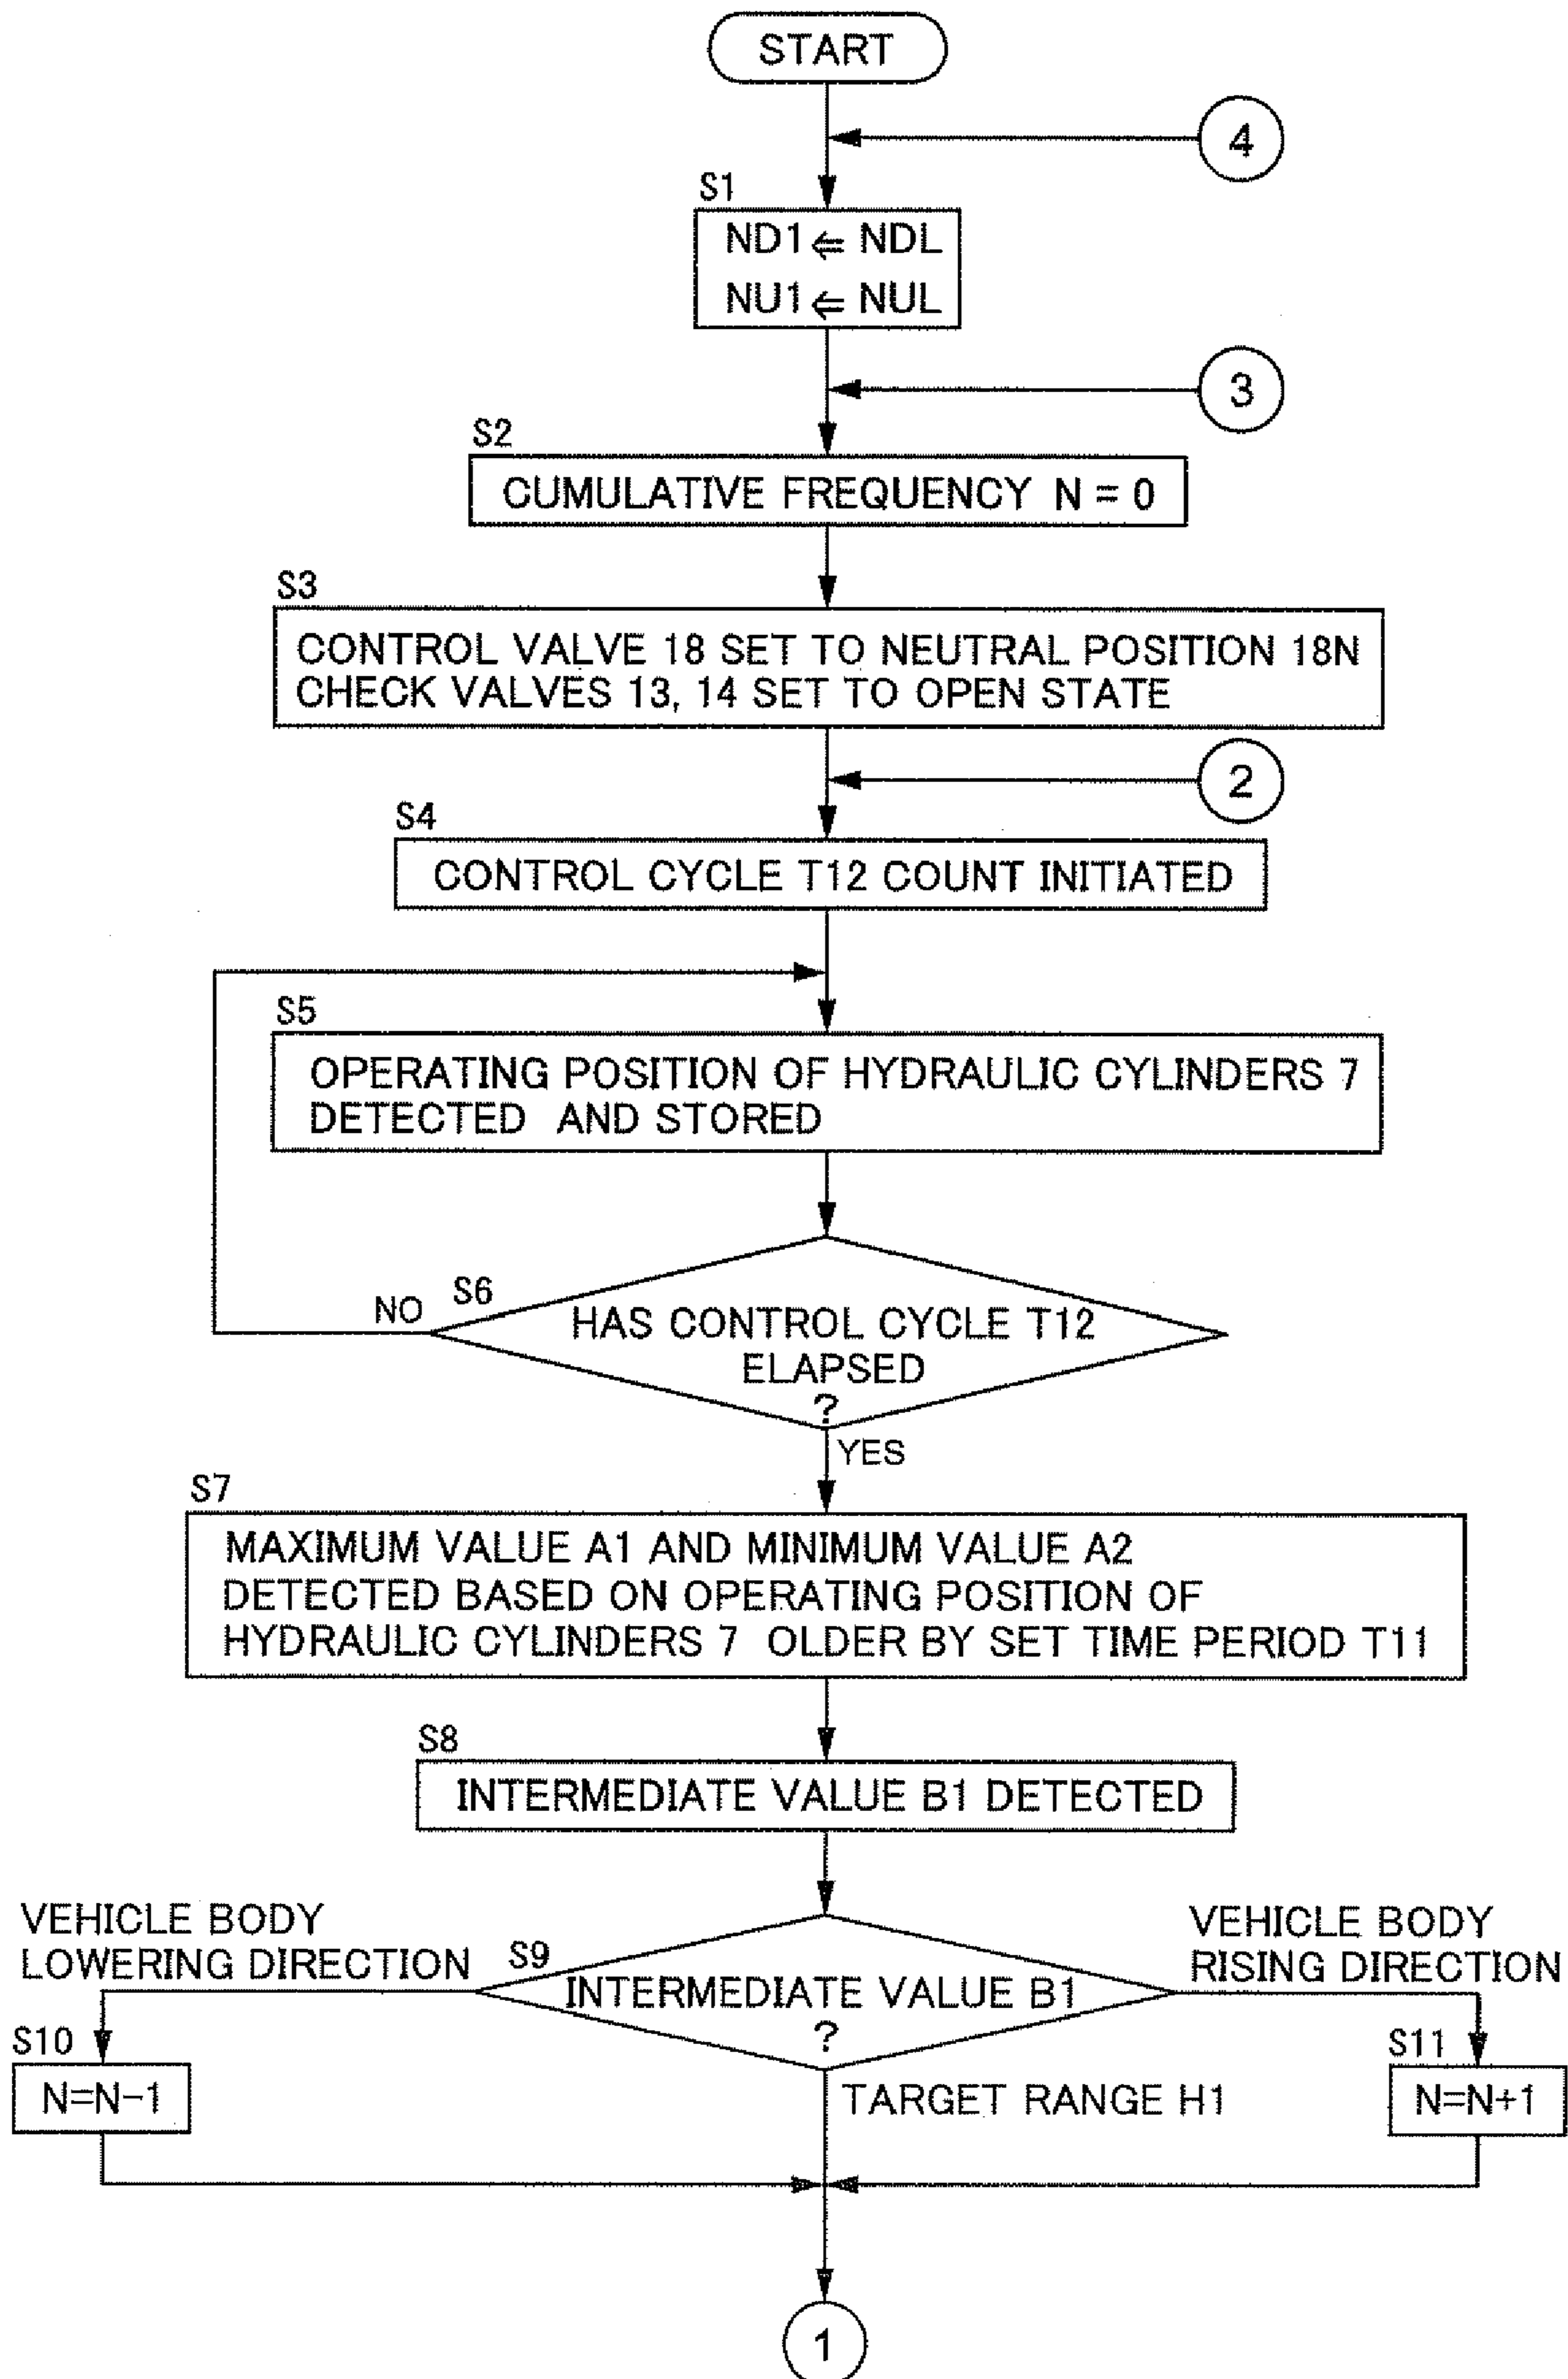 START
4
S1
ND1 ⇐ NDL
NU1 ⇐ NUL
3
S2
CUMULATIVE FREQUENCY N = 0
S3
CONTROL VALVE 18 SET TO NEUTRAL POSITION 18N
CHECK VALVES 13, 14 SET TO OPEN STATE
2
S4
CONTROL CYCLE T12 COUNT INITIATED
S5
OPERATING POSITION OF HYDRAULIC CYLINDERS 7
DETECTED AND STORED
S6
NO
HAS CONTROL CYCLE T12
ELAPSED
?
YES
S7
MAXIMUM VALUE A1 AND MINIMUM VALUE A2
DETECTED BASED ON OPERATING POSITION OF
HYDRAULIC CYLINDERS 7 OLDER BY SET TIME PERIOD T11
S8
INTERMEDIATE VALUE B1 DETECTED
VEHICLE BODY
LOWERING DIRECTION
S9
INTERMEDIATE VALUE B1
?
VEHICLE BODY
RISING DIRECTION
S10
N=N-1
TARGET RANGE H1
S11
N=N+1
1